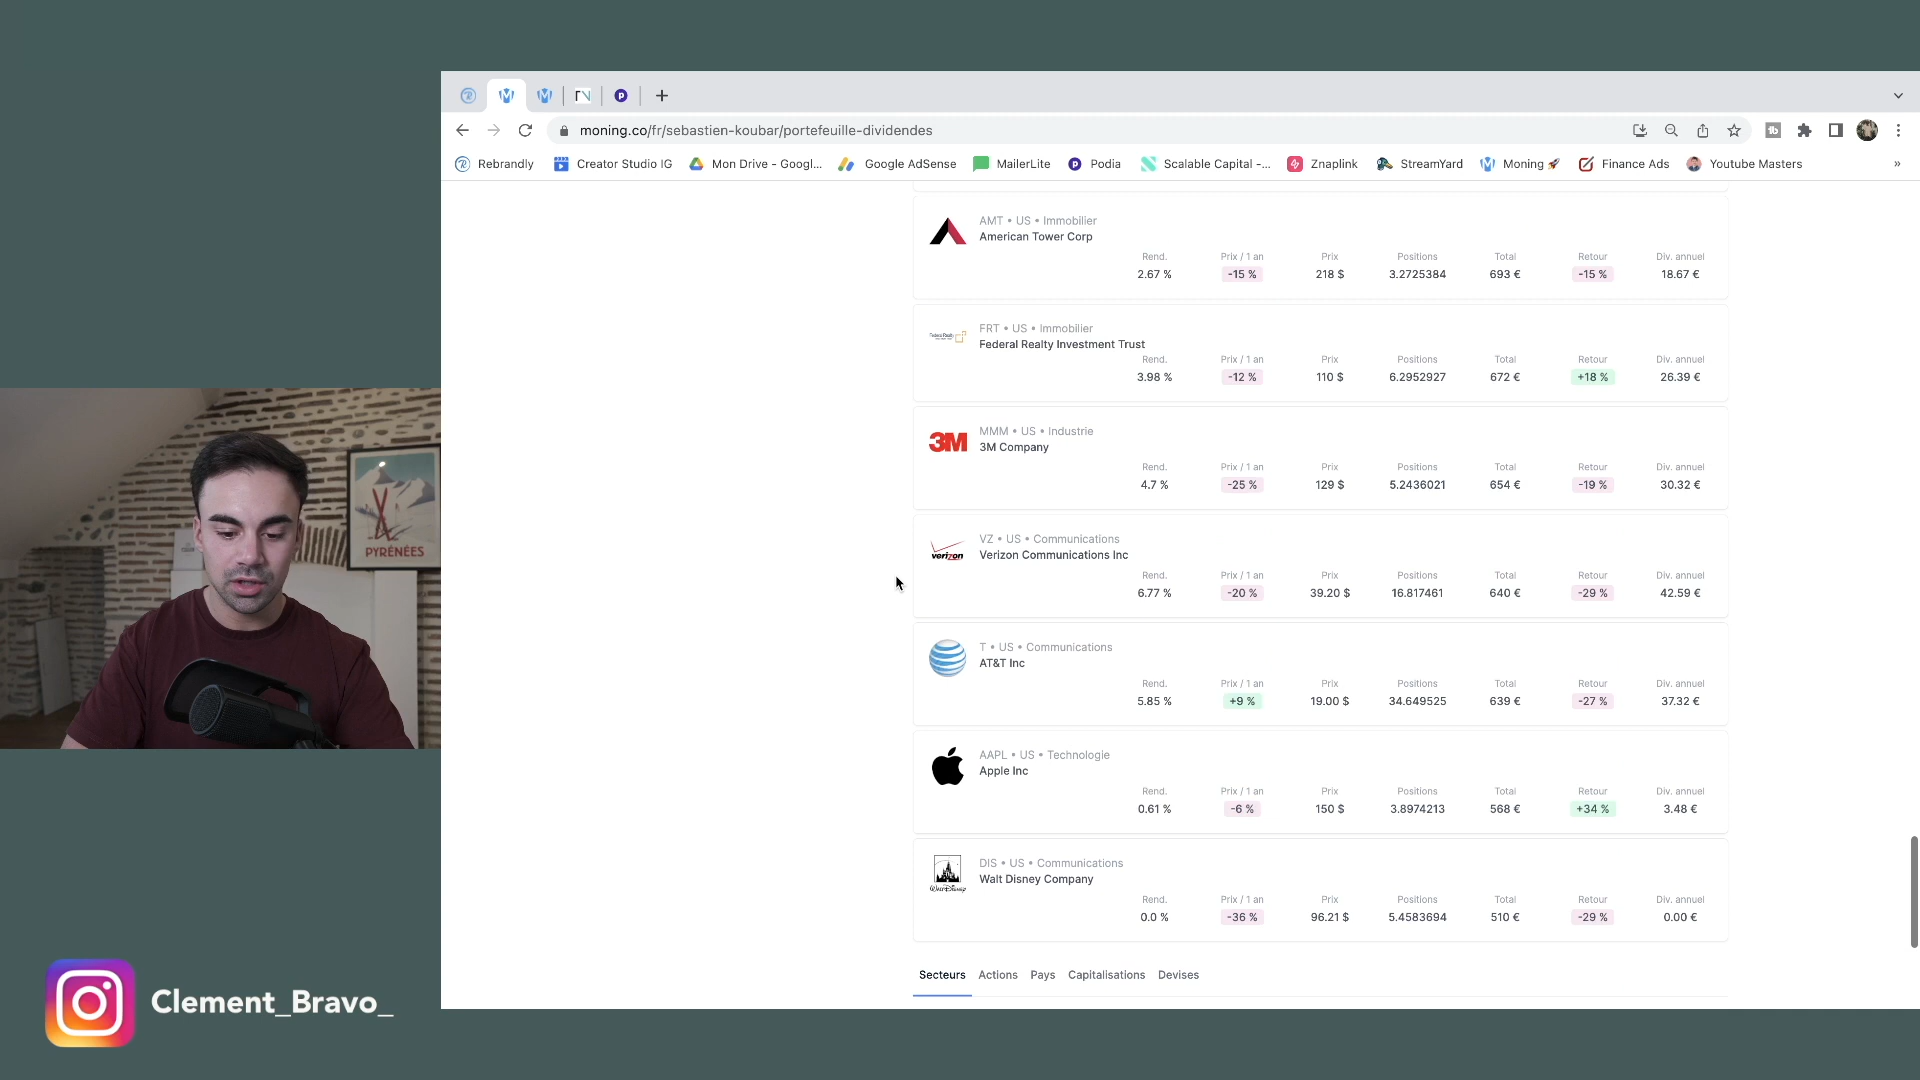 moning.co/fr/sebastien-koubar/portefeuille-dividendes
Rebrandly Creator Studio IG Mon Drive - Googl... Google AdSense MailerLite Podia Scalable Capital -... Znaplink StreamYard Moning 🚀 Finance Ads Youtube Masters »
AMT • US • Immobilier
American Tower Corp
Rend. Prix / 1 an Prix Positions Total Retour Div. annuel
2.67 % -15 % 218 $ 3.2725384 693 € -15 % 18.67 €
FRT • US • Immobilier
Federal Realty Investment Trust
Rend. Prix / 1 an Prix Positions Total Retour Div. annuel
3.98 % -12 % 110 $ 6.2952927 672 € +18 % 26.39 €
3M
MMM • US • Industrie
3M Company
Rend. Prix / 1 an Prix Positions Total Retour Div. annuel
4.7 % -25 % 129 $ 5.2436021 654 € -19 % 30.32 €
verizon
VZ • US • Communications
Verizon Communications Inc
Rend. Prix / 1 an Prix Positions Total Retour Div. annuel
6.77 % -20 % 39.20 $ 16.817461 640 € -29 % 42.59 €
T • US • Communications
AT&T Inc
Rend. Prix / 1 an Prix Positions Total Retour Div. annuel
5.85 % +9 % 19.00 $ 34.649525 639 € -27 % 37.32 €
AAPL • US • Technologie
Apple Inc
Rend. Prix / 1 an Prix Positions Total Retour Div. annuel
0.61 % -6 % 150 $ 3.8974213 568 € +34 % 3.48 €
WALT DISNEY
DIS • US • Communications
Walt Disney Company
Rend. Prix / 1 an Prix Positions Total Retour Div. annuel
0.0 % -36 % 96.21 $ 5.4583694 510 € -29 % 0.00 €
Secteurs Actions Pays Capitalisations Devises
PYRÉNÉES
Clement_Bravo_